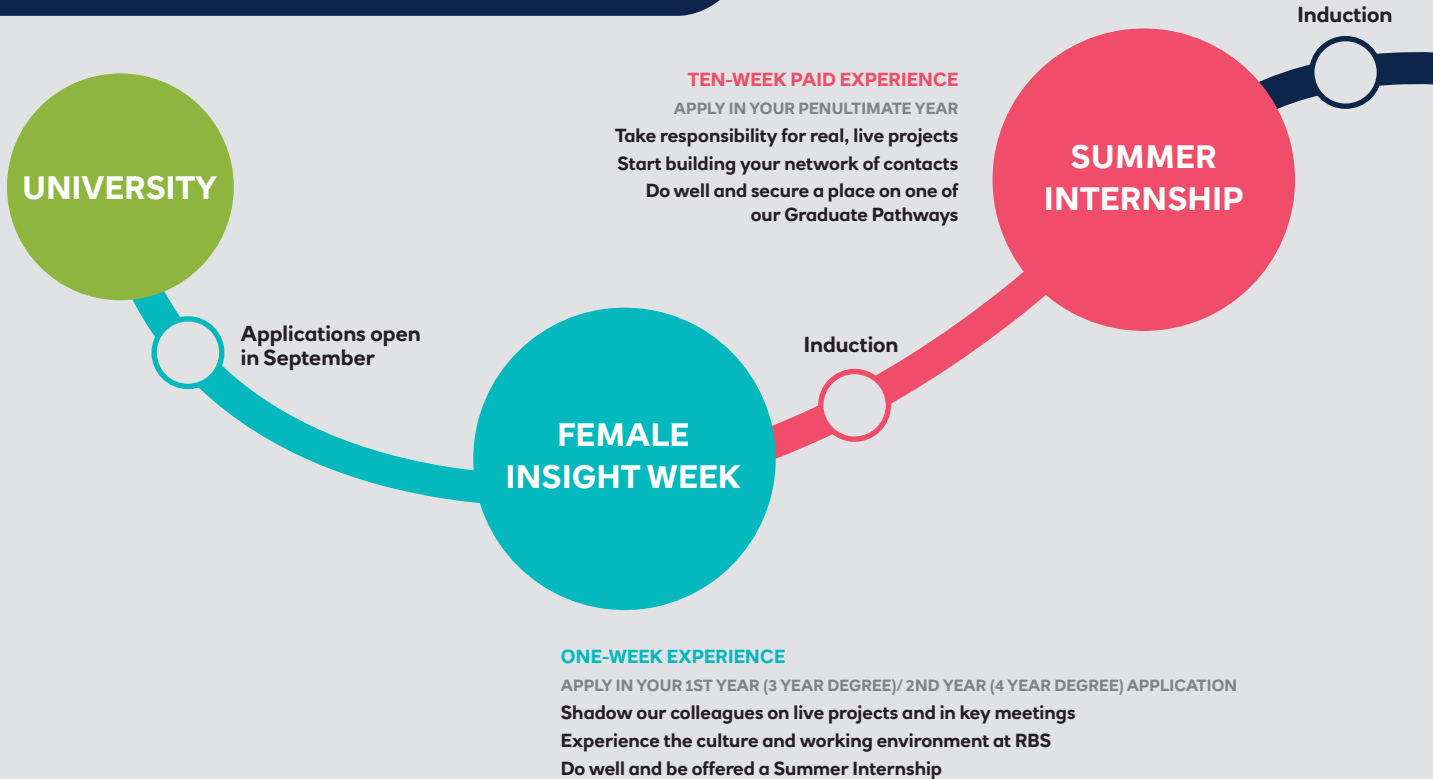 UNIVERSITY
Applications open
in September
FEMALE
INSIGHT WEEK
ONE-WEEK EXPERIENCE
APPLY IN YOUR 1ST YEAR (3 YEAR DEGREE)/ 2ND YEAR (4 YEAR DEGREE) APPLICATION
Shadow our colleagues on live projects and in key meetings
Experience the culture and working environment at RBS
Do well and be offered a Summer Internship
Induction
TEN-WEEK PAID EXPERIENCE
APPLY IN YOUR PENULTIMATE YEAR
Take responsibility for real, live projects
Start building your network of contacts
Do well and secure a place on one of
our Graduate Pathways
SUMMER
INTERNSHIP
Induction